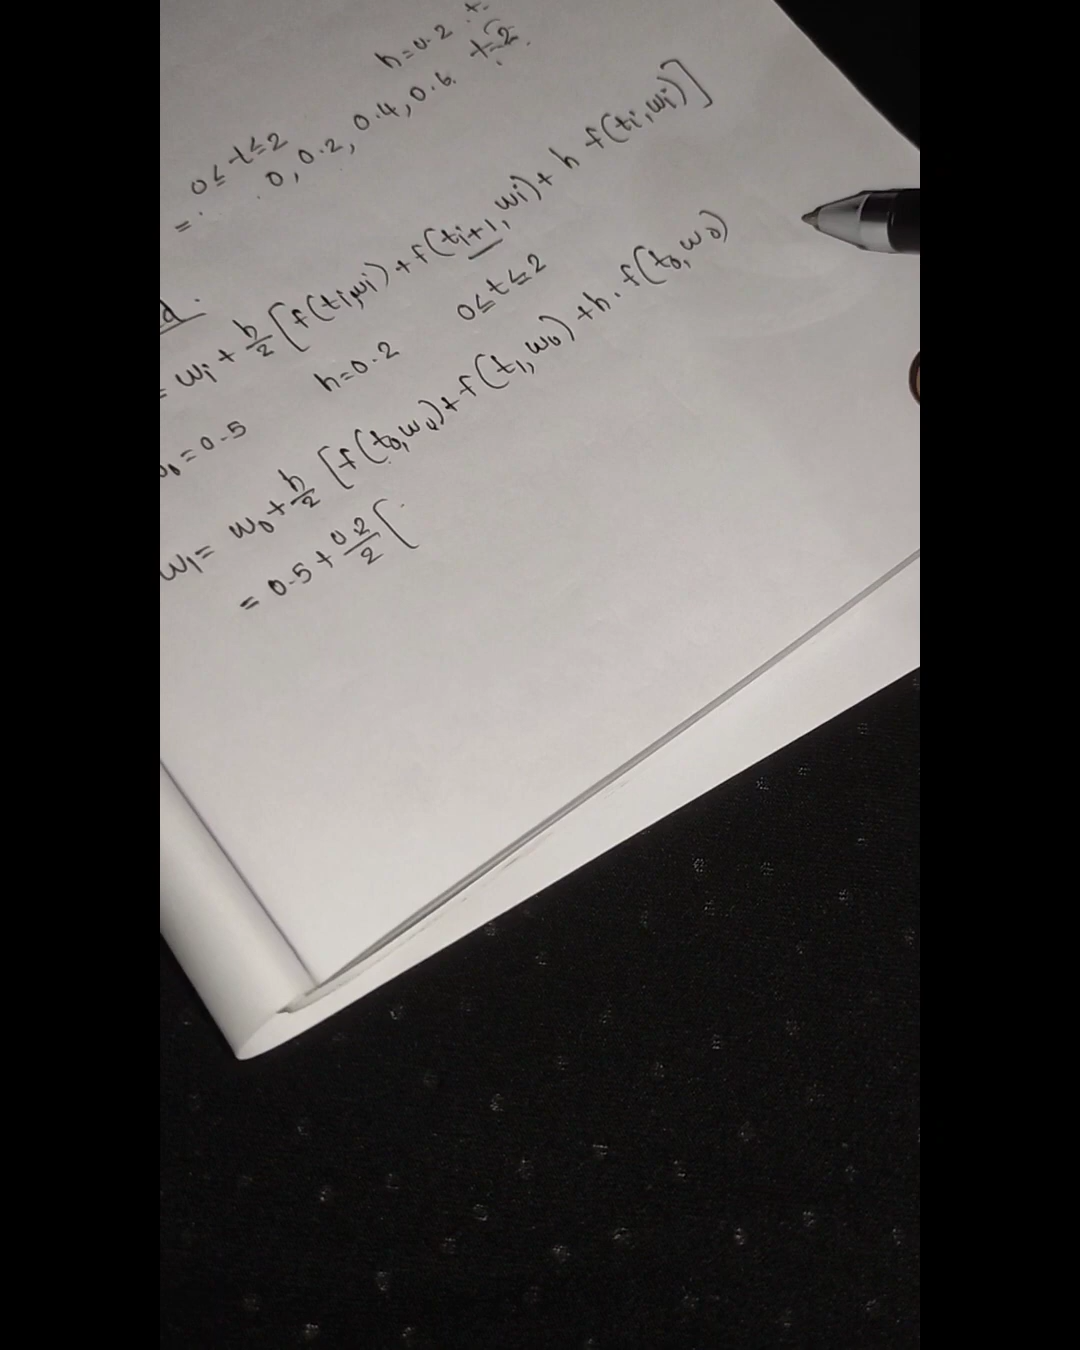 h=0.2
0≤t≤2 t=2
= 0, 0.2, 0.4, 0.6
d.
= wi + h/2 [f(ti,wi) + f(ti+1, wi) + h f(ti, wi)]
w0 = 0.5 h=0.2 0≤t≤2
w1 = w0 + h/2 [f(t0,w0) + f(t1, w0) + h. f(t0, w0)
= 0.5 + 0.2/2 [